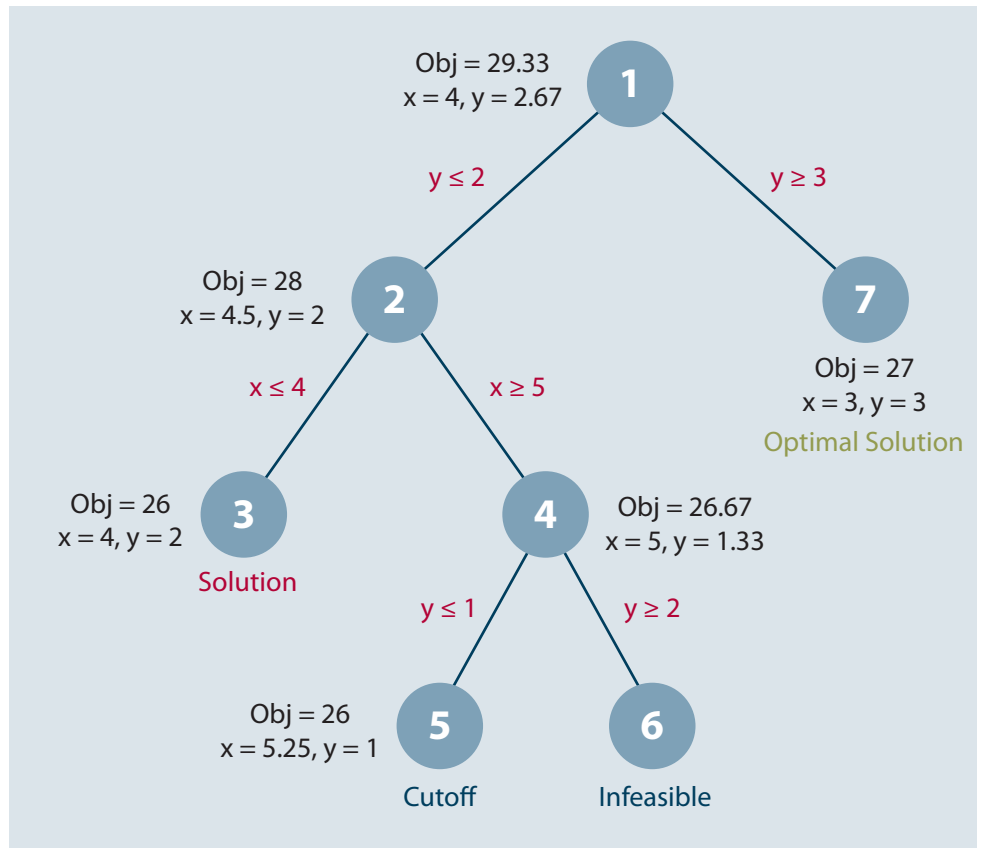 Obj = 29.33
x = 4, y = 2.67
1
y ≤ 2
y ≥ 3
Obj = 28
x = 4.5, y = 2
2
7
Obj = 27
x = 3, y = 3
Optimal Solution
x ≤ 4
x ≥ 5
Obj = 26
x = 4, y = 2
3
Solution
4
Obj = 26.67
x = 5, y = 1.33
y ≤ 1
y ≥ 2
Obj = 26
x = 5.25, y = 1
5
Cutoff
6
Infeasible